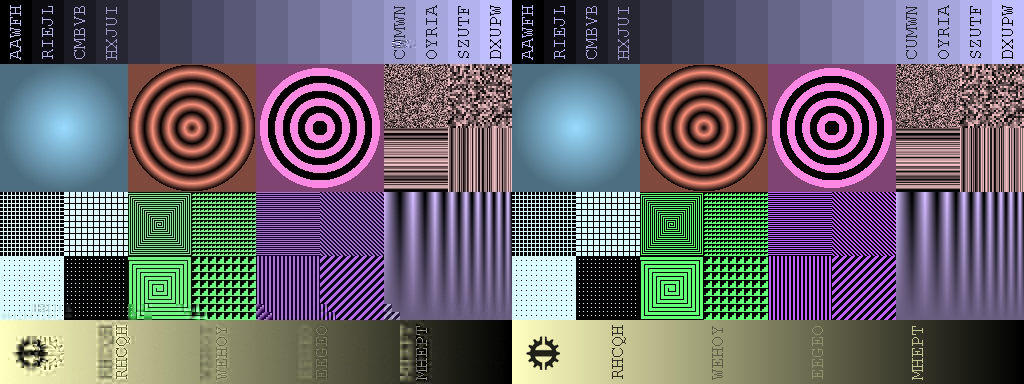 AAWFH
RIEJL
CMBVB
HXJUI
CUMWN
OYRIA
SZUTF
DXUPW
AAWFH
RIEJL
CMBVB
HXJUI
CUMWN
OYRIA
SZUTF
DXUPW
RHCQH
WEHOY
EEGEO
MHEPT
RHCQH
WEHOY
EEGEO
MHEPT